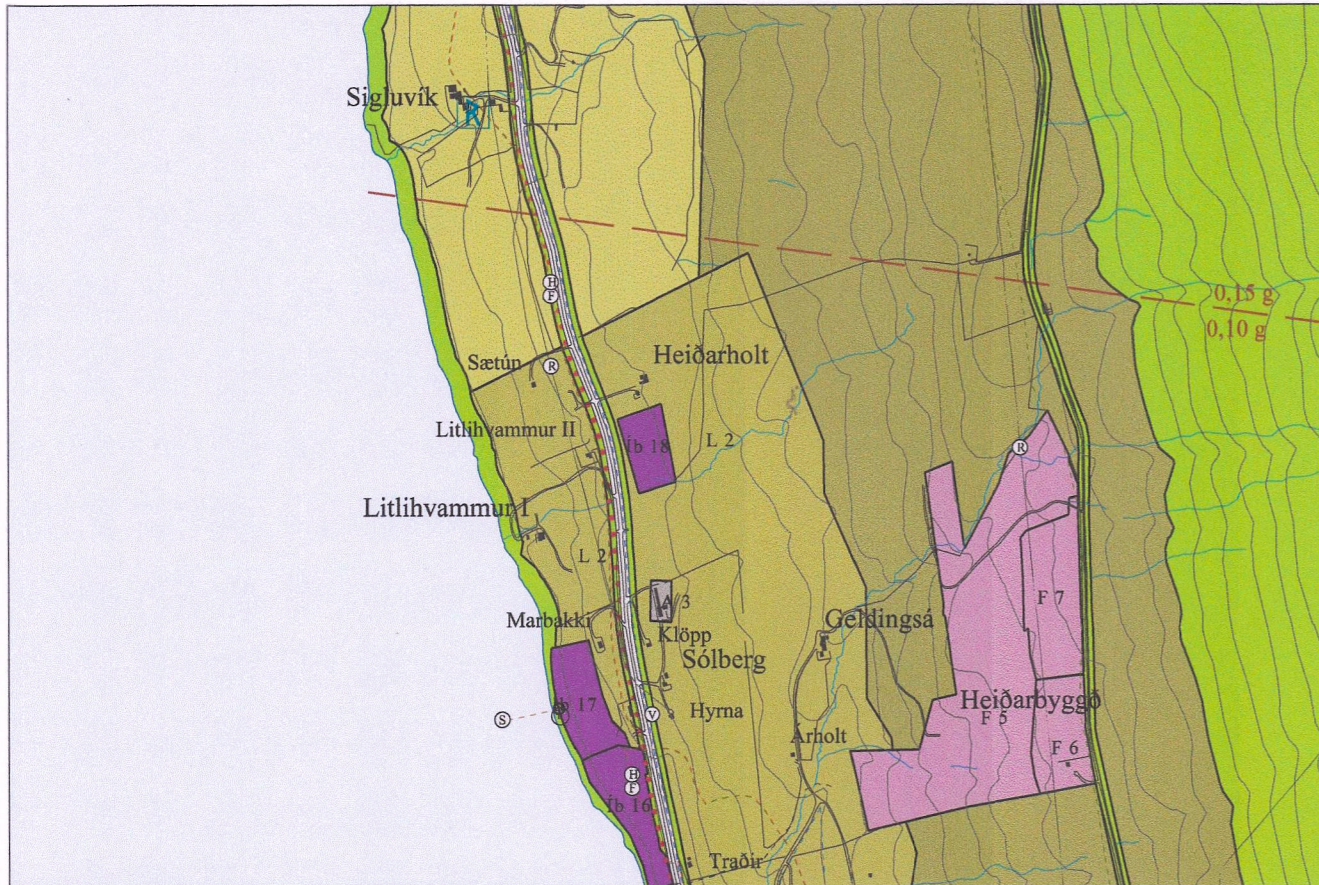 Sigluvík
R
0,15 g
0,10 g
H
F
Sætún
R
Heiðarholt
Litlihvammur II
Íb 18
L 2
R
Litlihvammur I
L 2
F 7
A 3
Marbakki
Klöpp
Geldingsá
Sólberg
Heiðarbyggð
Íb 17
S
Hyrna
V
F 5
Árholt
F 6
H
F
Íb 16
Traðir